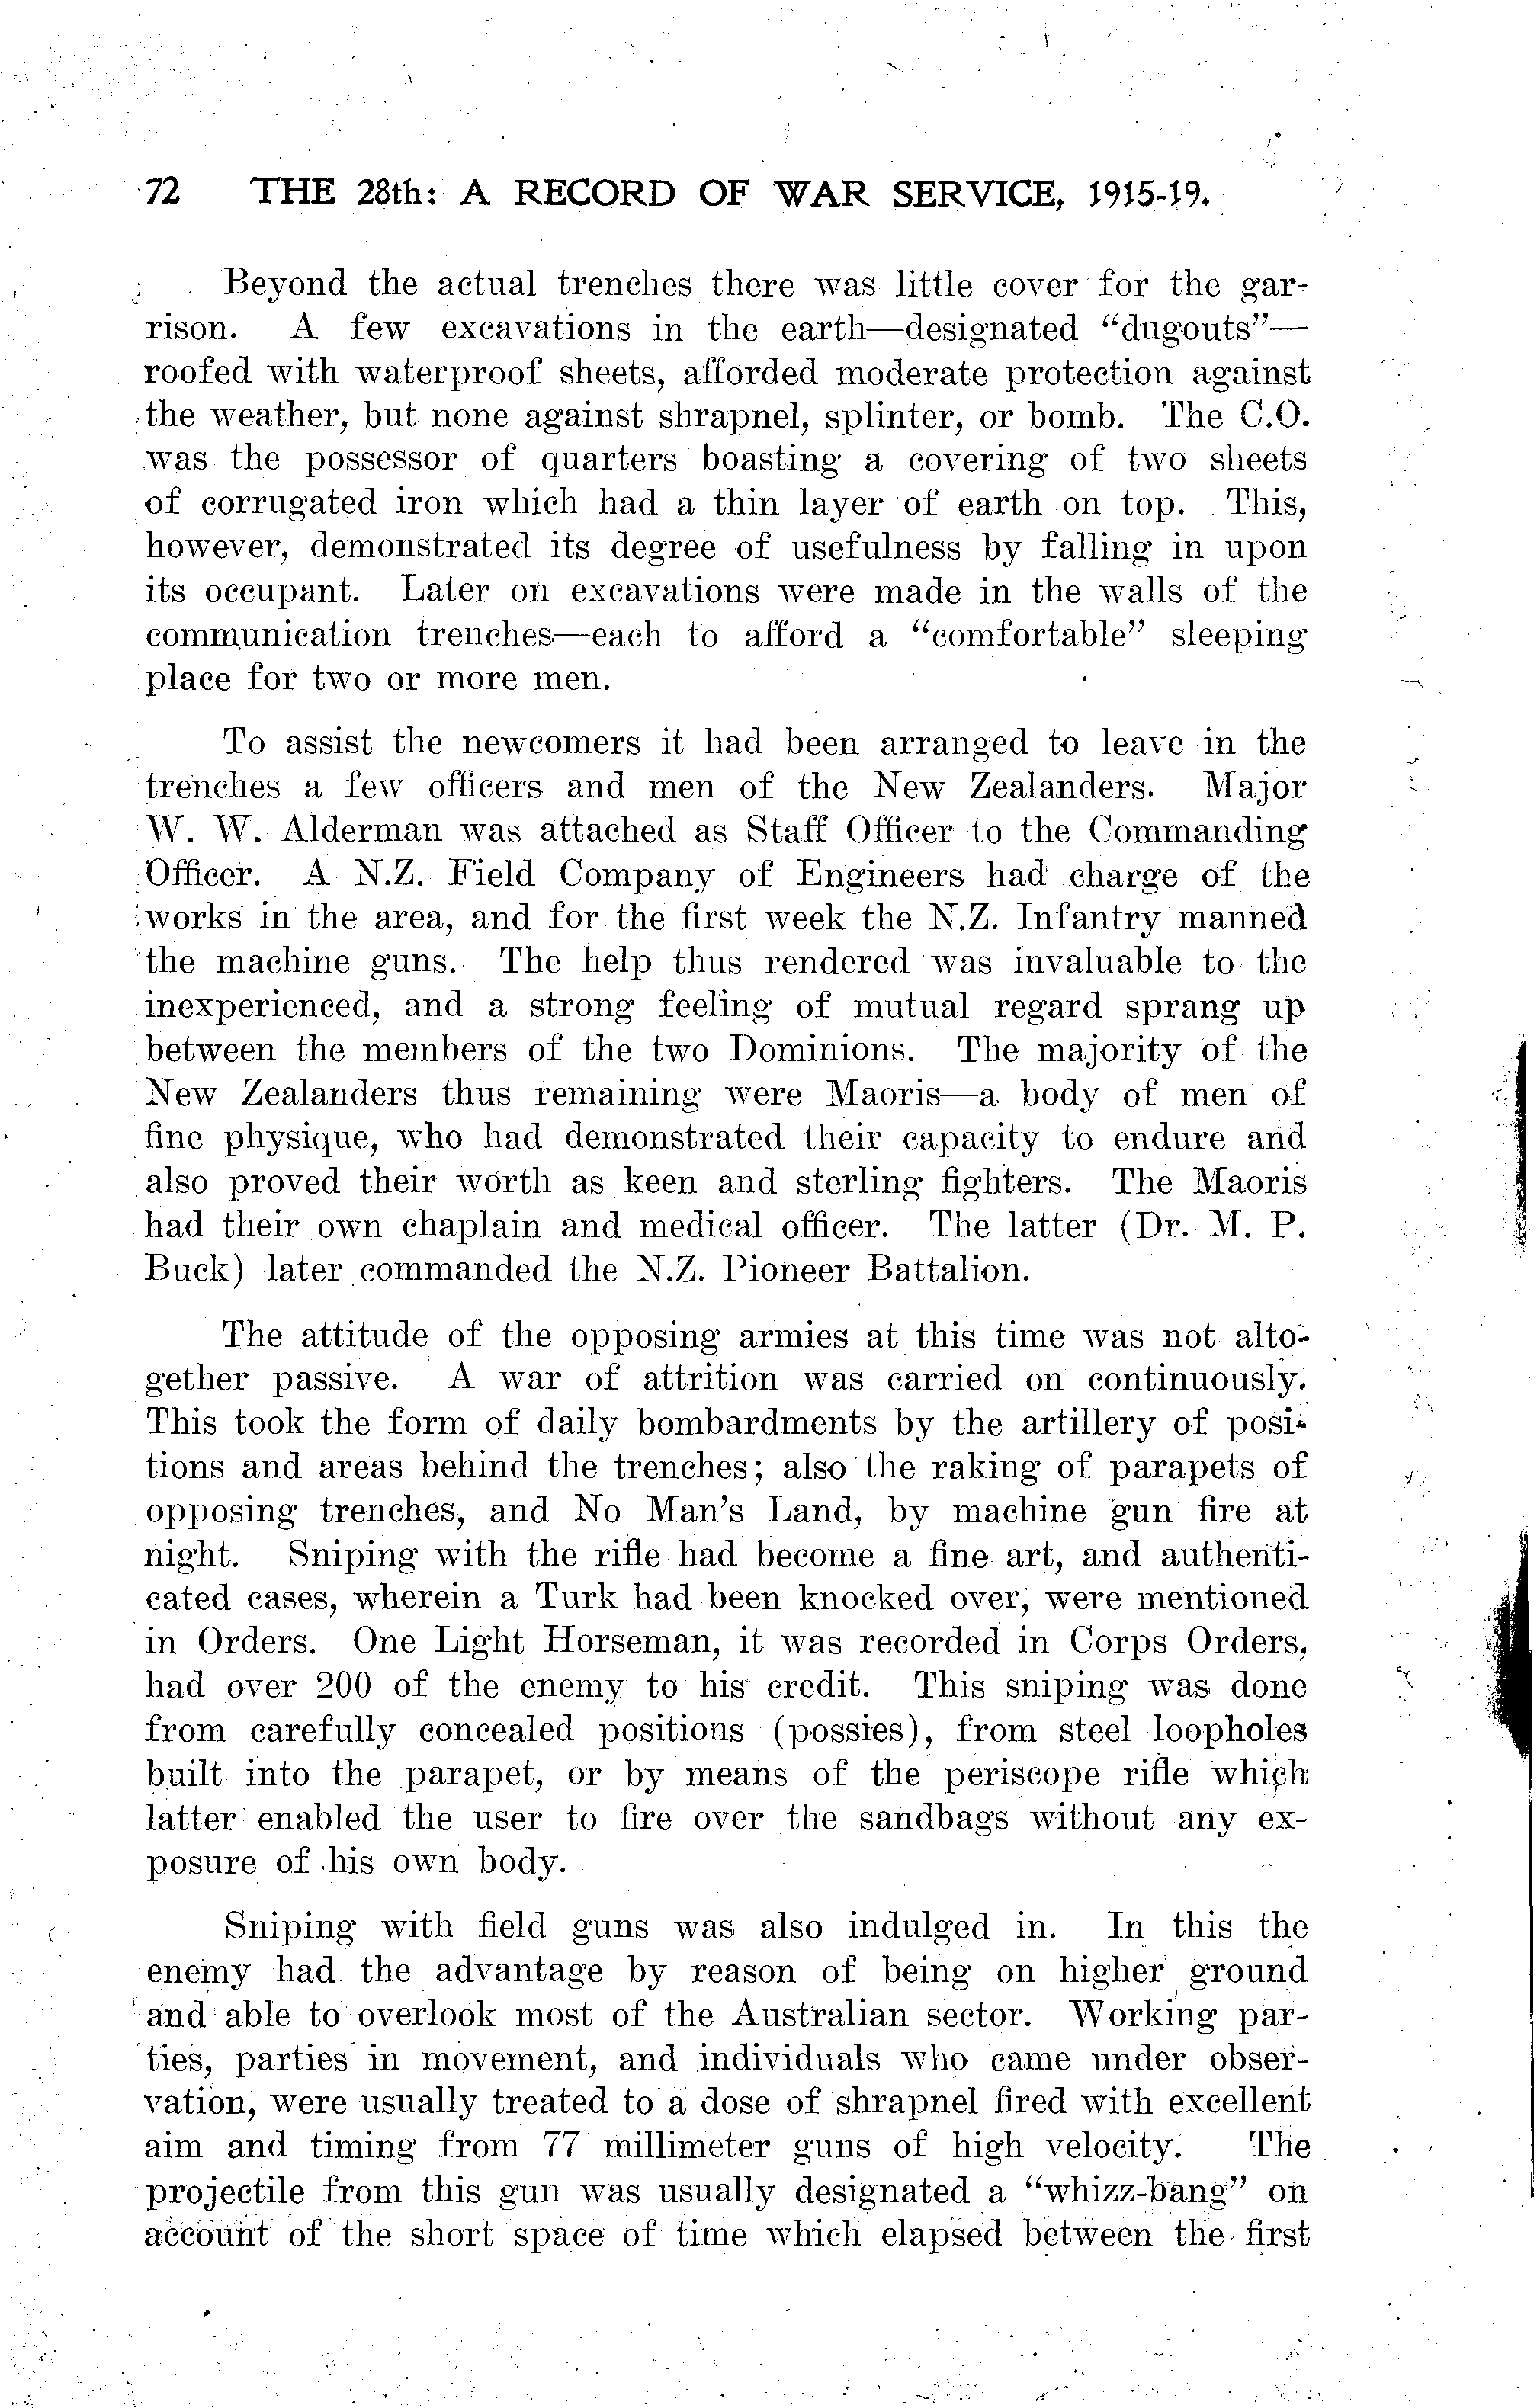 72 THE 28th: A RECORD OF WAR SERVICE, 1915-19.
Beyond the actual trenches there was little cover for the gar-
rison. A few excavations in the earth—designated “dugouts”—
roofed with waterproof sheets, afforded moderate protection against
the weather, but none against shrapnel, splinter, or bomb. The C.O.
was the possessor of quarters boasting a covering of two sheets
of corrugated iron which had a thin layer of earth on top. This,
however, demonstrated its degree of usefulness by falling in upon
its occupant. Later on excavations were made in the walls of the
communication trenches—each to afford a “comfortable” sleeping
place for two or more men.
To assist the newcomers it had been arranged to leave in the
trenches a few officers and men of the New Zealanders. Major
W. W. Alderman was attached as Staff Officer to the Commanding
Officer. A N.Z. Field Company of Engineers had charge of the
works in the area, and for the first week the N.Z. Infantry manned
the machine guns. The help thus rendered was invaluable to the
inexperienced, and a strong feeling of mutual regard sprang up
between the members of the two Dominions. The majority of the
New Zealanders thus remaining were Maoris—a body of men of
fine physique, who had demonstrated their capacity to endure and
also proved their worth as keen and sterling fighters. The Maoris
had their own chaplain and medical officer. The latter (Dr. M. P.
Buck) later commanded the N.Z. Pioneer Battalion.
The attitude of the opposing armies at this time was not alto-
gether passive. A war of attrition was carried on continuously.
This took the form of daily bombardments by the artillery of posi-
tions and areas behind the trenches; also the raking of parapets of
opposing trenches, and No Man’s Land, by machine gun fire at
night. Sniping with the rifle had become a fine art, and authenti-
cated cases, wherein a Turk had been knocked over, were mentioned
in Orders. One Light Horseman, it was recorded in Corps Orders,
had over 200 of the enemy to his credit. This sniping was done
from carefully concealed positions (possies), from steel loopholes
built into the parapet, or by means of the periscope rifle which
latter enabled the user to fire over the sandbags without any ex-
posure of his own body.
Sniping with field guns was also indulged in. In this the
enemy had the advantage by reason of being on higher ground
and able to overlook most of the Australian sector. Working par-
ties, parties in movement, and individuals who came under obser-
vation, were usually treated to a dose of shrapnel fired with excellent
aim and timing from 77 millimeter guns of high velocity. The
projectile from this gun was usually designated a “whizz-bang” on
account of the short space of time which elapsed between the first